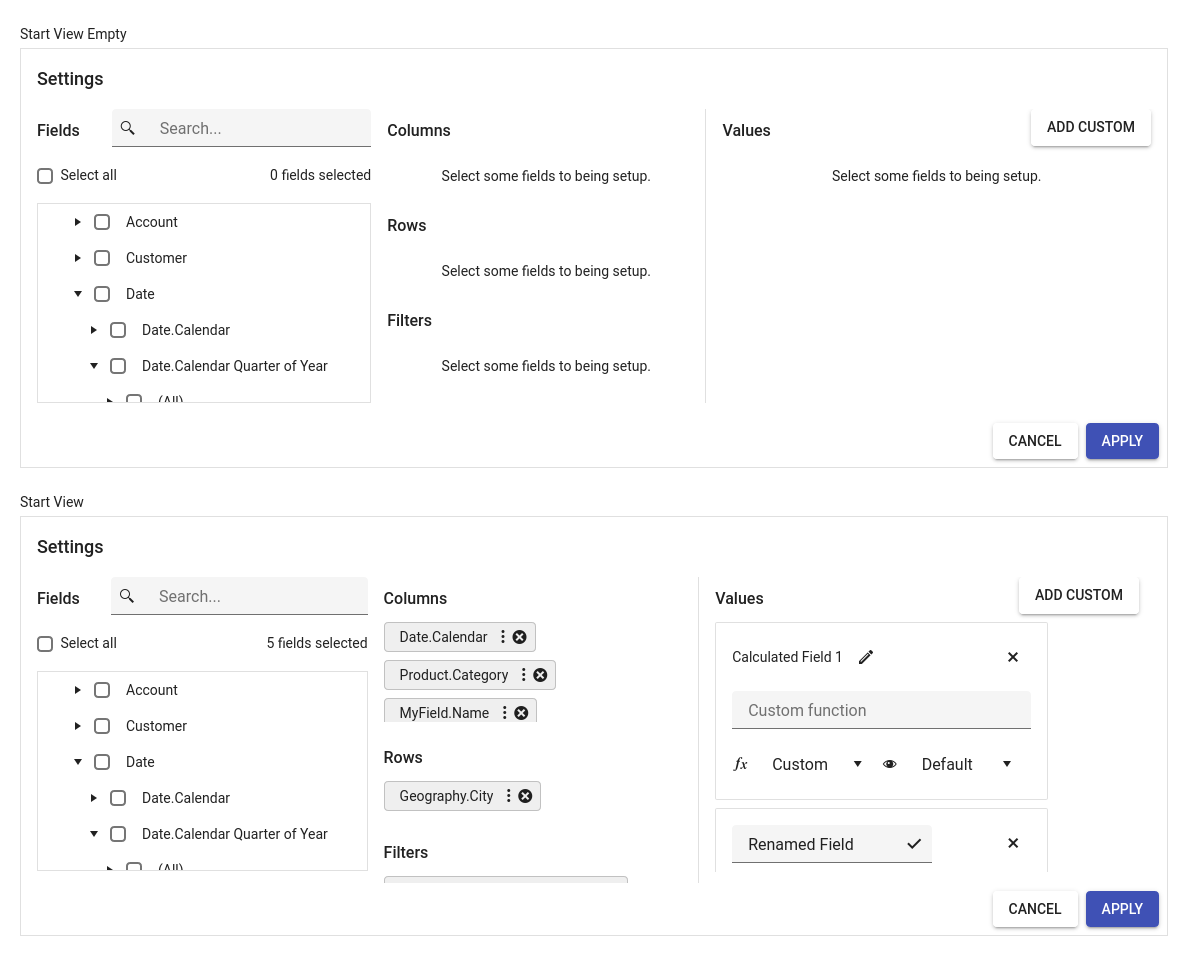 Start View Empty
Settings
Fields
Search...
Select all
0 fields selected
Account
Customer
Date
Date.Calendar
Date.Calendar Quarter of Year
(All)
Columns
Select some fields to being setup.
Rows
Select some fields to being setup.
Filters
Select some fields to being setup.
Values
ADD CUSTOM
Select some fields to being setup.
CANCEL
APPLY
Start View
Settings
Fields
Search...
Select all
5 fields selected
Account
Customer
Date
Date.Calendar
Date.Calendar Quarter of Year
(All)
Columns
Date.Calendar
Product.Category
MyField.Name
Rows
Geography.City
Filters
Values
ADD CUSTOM
Calculated Field 1
Custom function
fx
Custom
Default
Renamed Field
CANCEL
APPLY